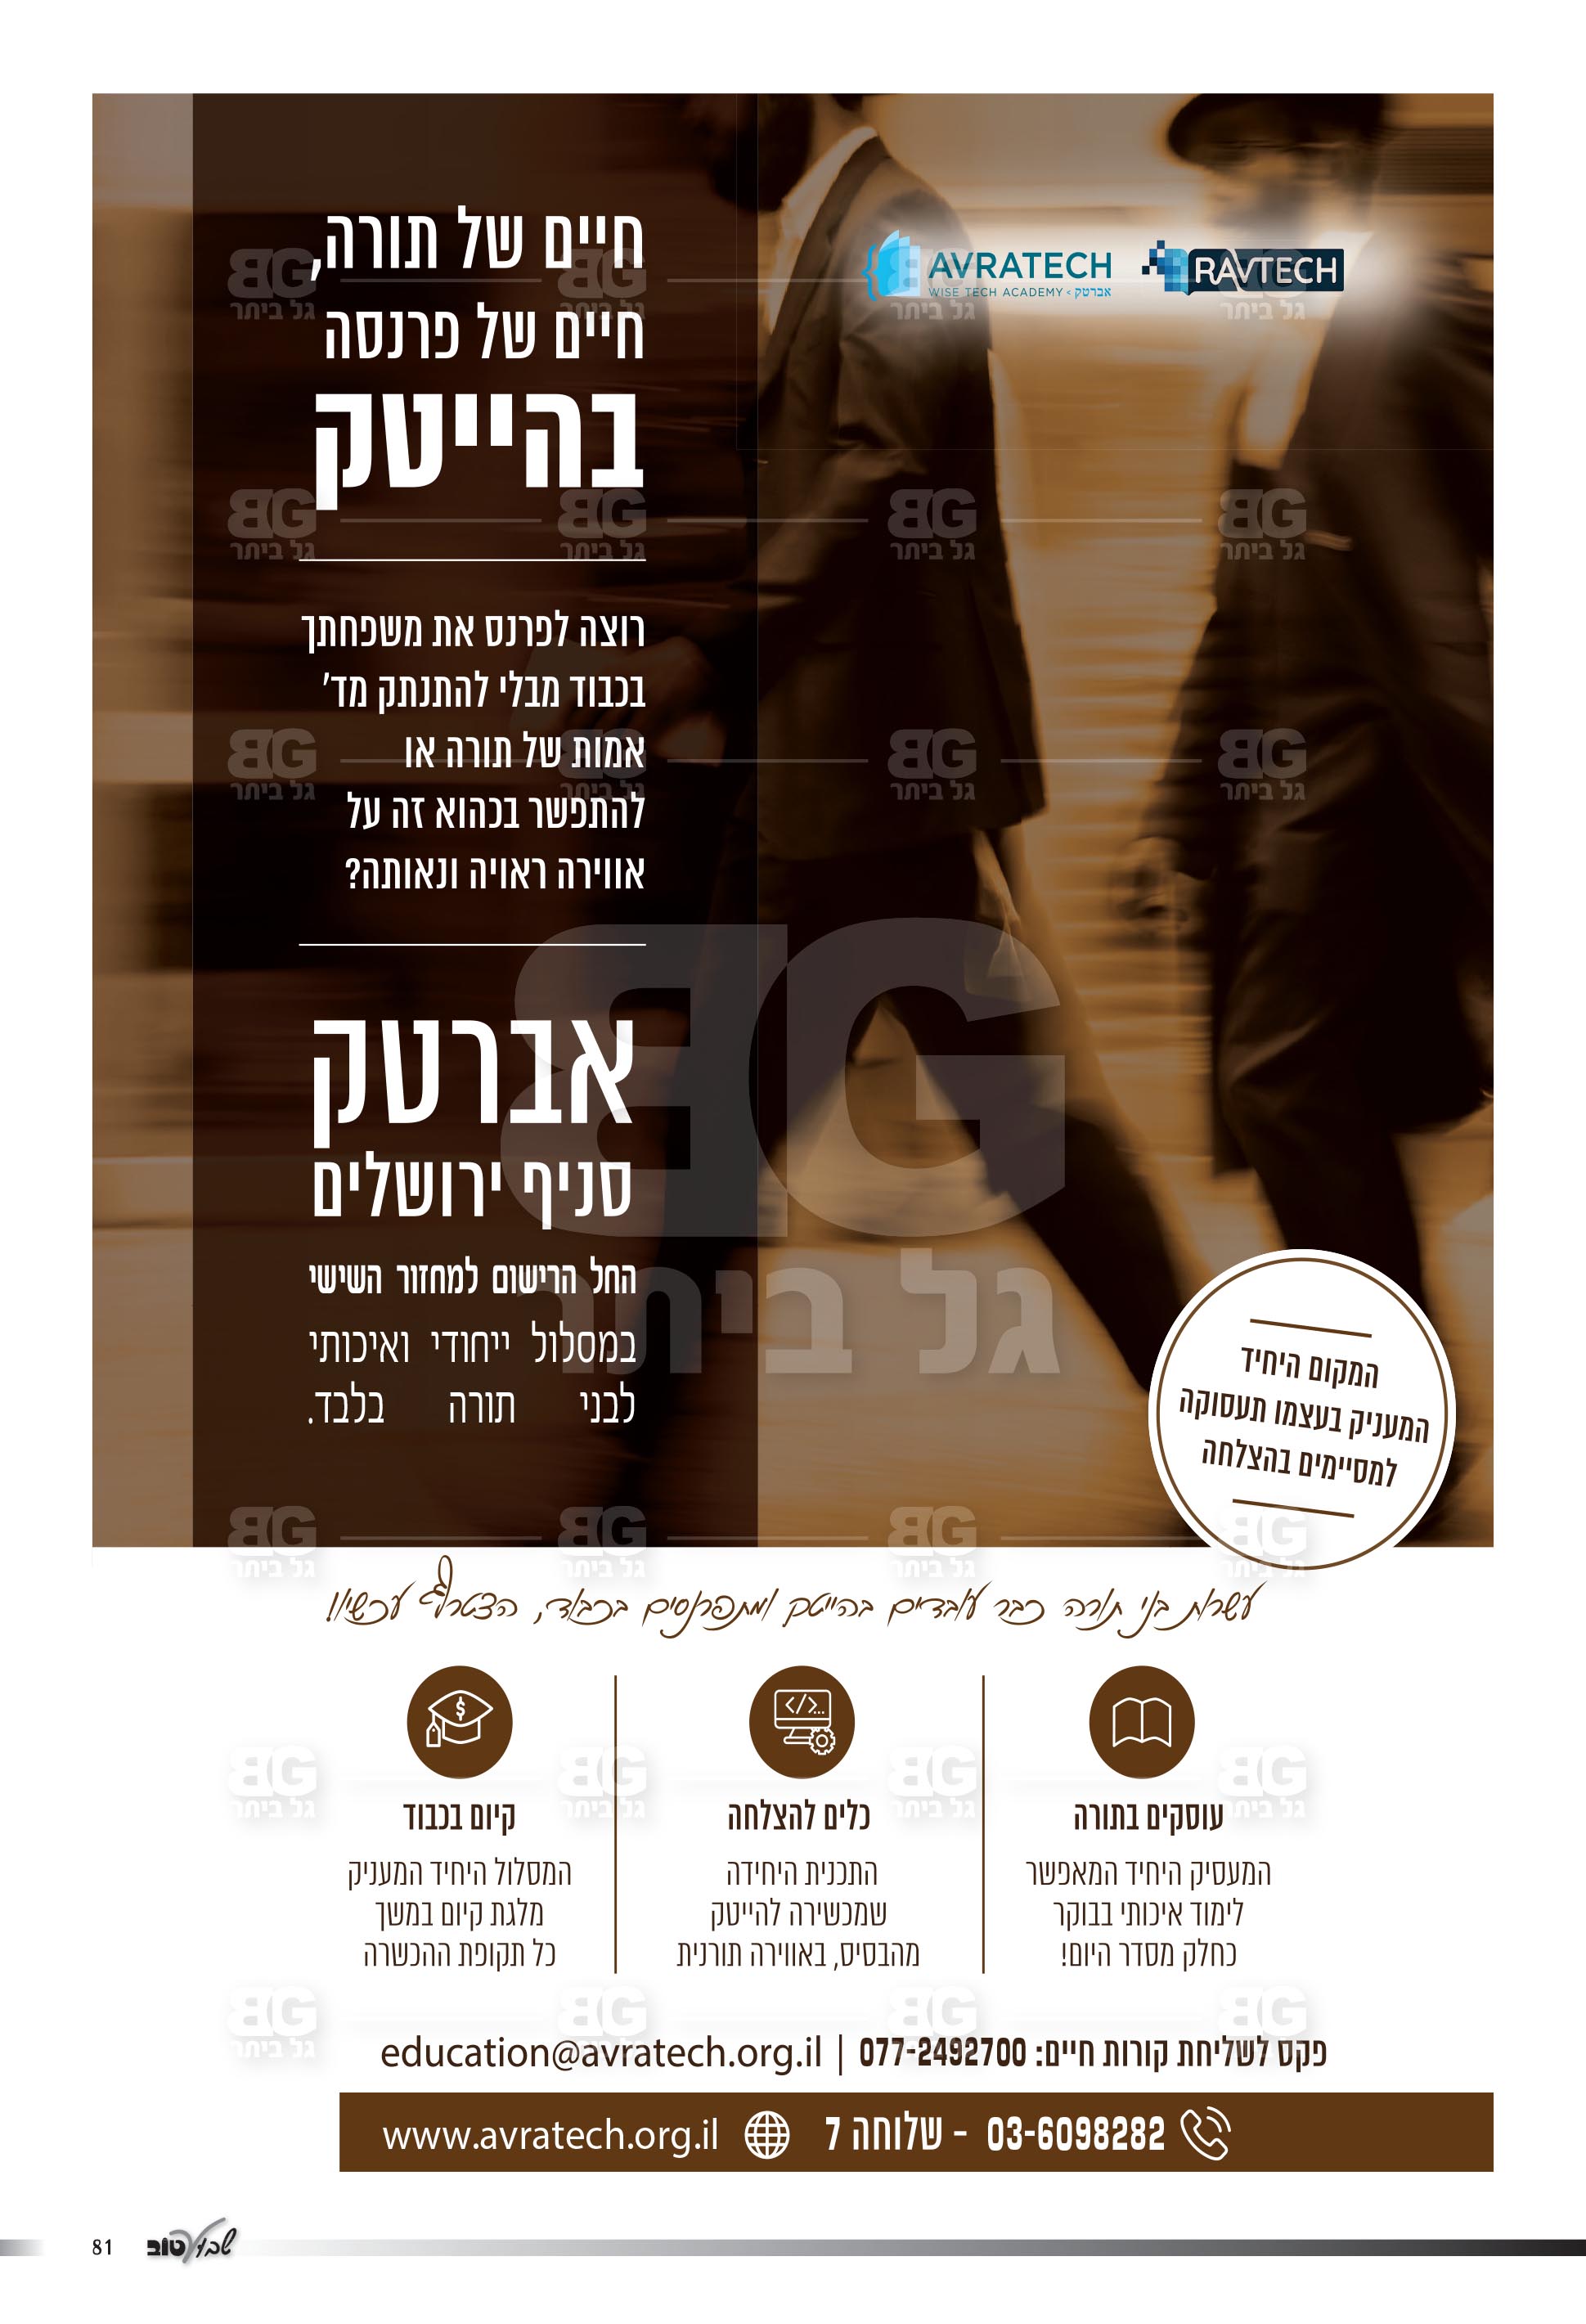 RAVTECH
AVRATECH
WISE TECH ACADEMY > אברטק
חיים של תורה,
חיים של פרנסה
בהייטק
רוצה לפרנס את משפחתך
בכבוד מבלי להתנתק מד'
אמות של תורה או
להתפשר בכהוא זה על
אווירה ראויה ונאותה?
אברטק
סניף ירושלים
החל הרישום למחזור השישי
במסלול ייחודי ואיכותי
לבני תורה בלבד.
המקום היחיד
המעניק בעצמו תעסוקה
למסיימים בהצלחה
עשרות בני תורה כבר עובדים בהייטק ומתפרנסים בכבוד, הצטרף עכשיו!
עוסקים בתורה
המעסיק היחיד המאפשר
לימוד איכותי בבוקר
כחלק מסדר היום!
כלים להצלחה
התכנית היחידה
שמכשירה להייטק
מהבסיס, באווירה תורנית
קיום בכבוד
המסלול היחיד המעניק
מלגת קיום במשך
כל תקופת ההכשרה
פקס לשליחת קורות חיים: 077-2492700 | education@avratech.org.il
03-6098282 - שלוחה 7 www.avratech.org.il
שבוע טוב 81
BG
גל ביתר